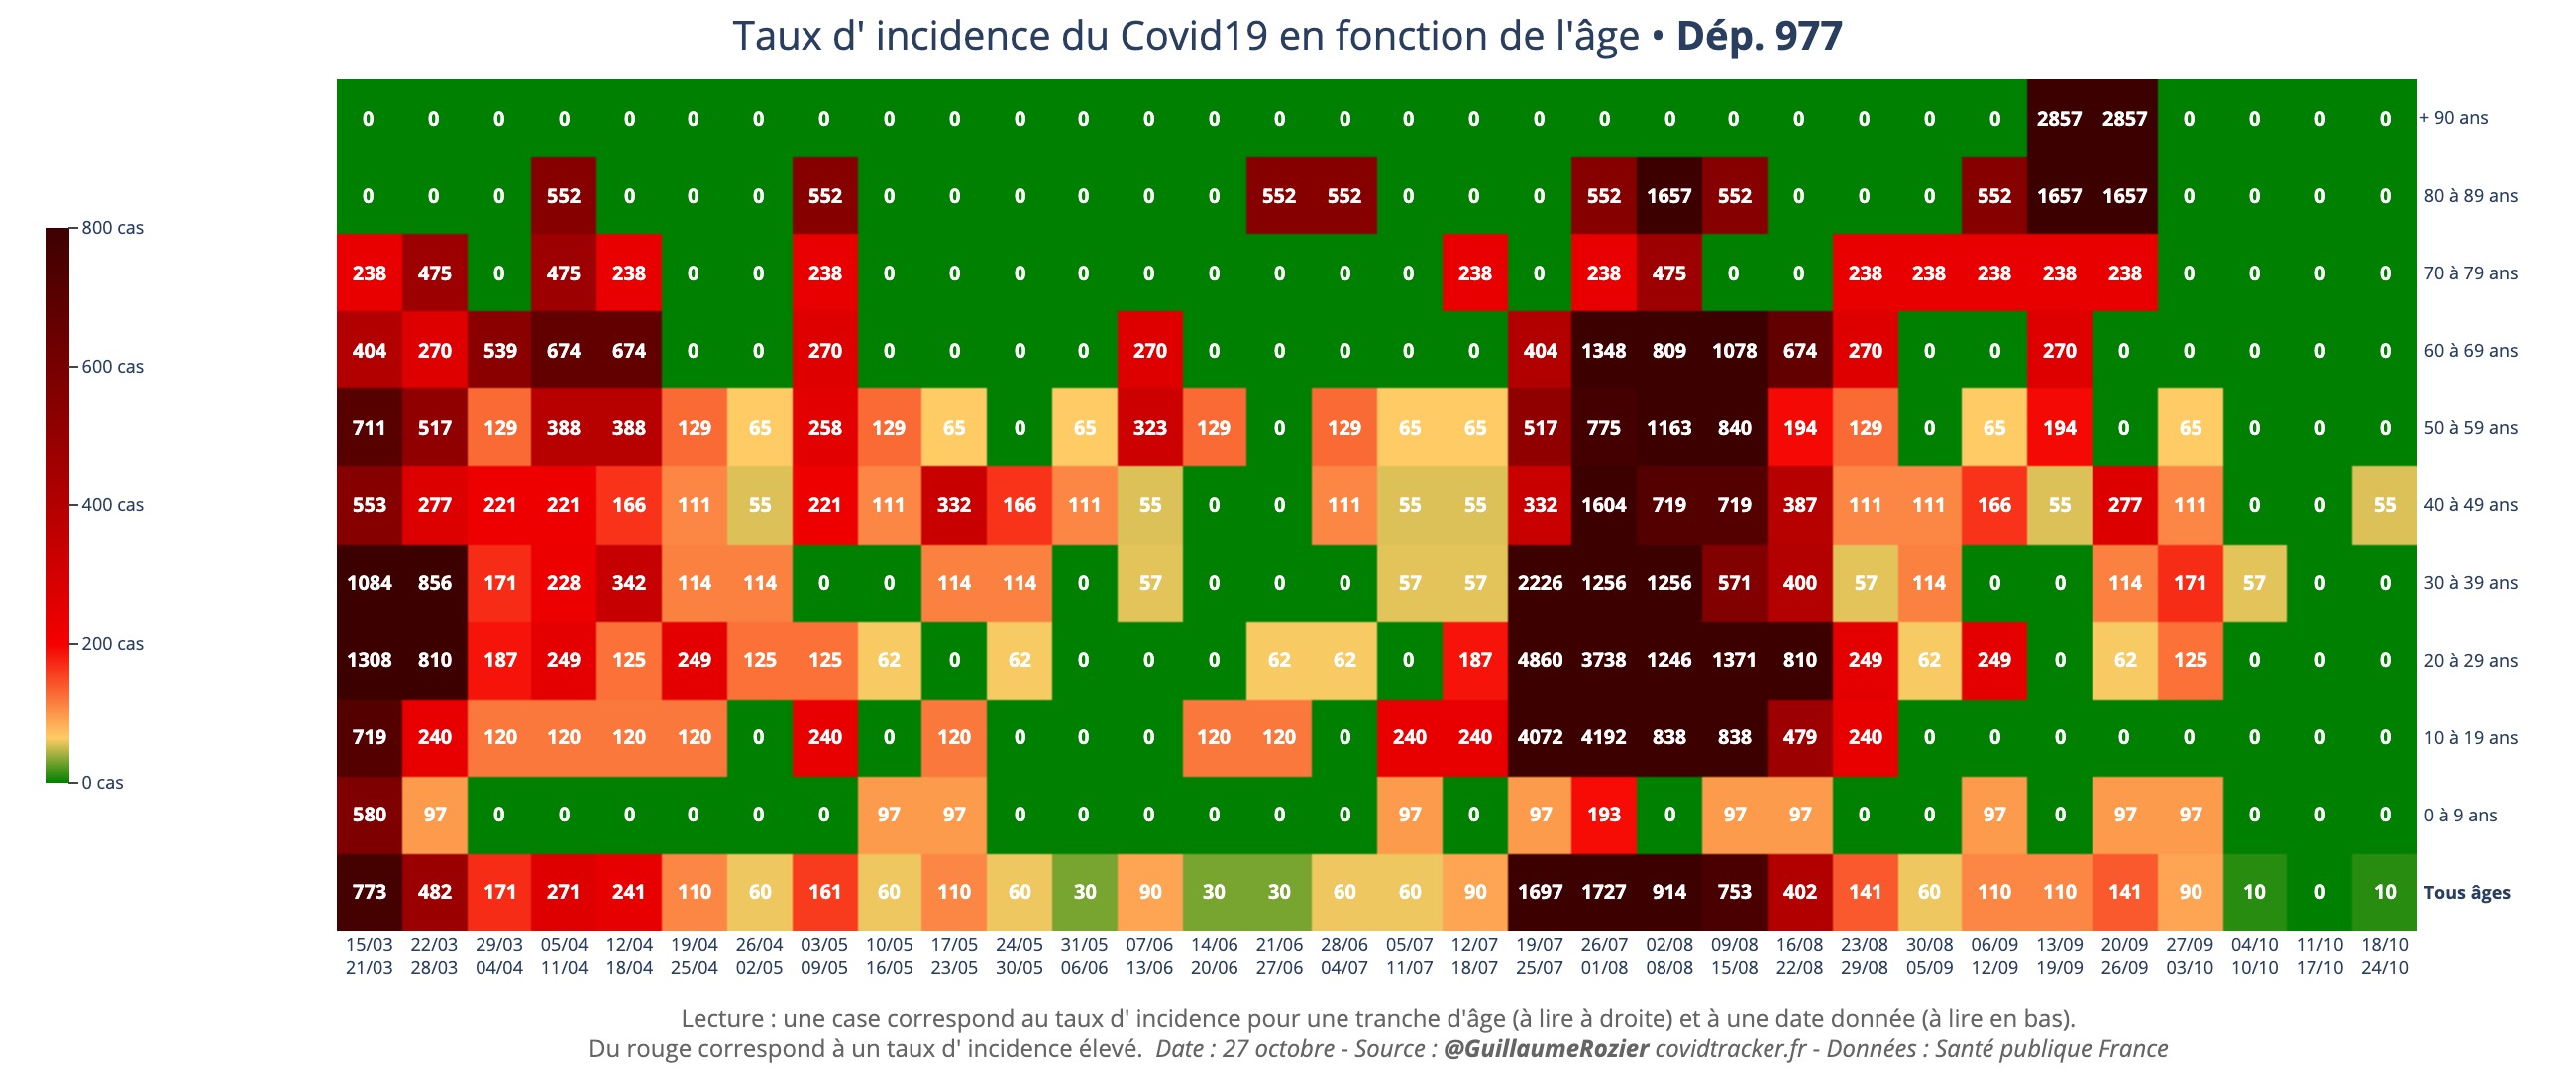 Taux d' incidence du Covid19 en fonction de l'âge • Dép. 977
0 0 0 0 0 0 0 0 0 0 0 0 0 0 0 0 0 0 0 0 0 0 0 0 0 0 2857 2857 0 0 0 0 + 90 ans
0 0 0 552 0 0 0 552 0 0 0 0 0 0 552 552 0 0 0 552 1657 552 0 0 0 552 1657 1657 0 0 0 0 80 à 89 ans
800 cas
238 475 0 475 238 0 0 238 0 0 0 0 0 0 0 0 0 238 0 238 475 0 0 238 238 238 238 238 0 0 0 0 70 à 79 ans
404 270 539 674 674 0 0 270 0 0 0 0 270 0 0 0 0 0 404 1348 809 1078 674 270 0 0 270 0 0 0 0 0 60 à 69 ans
600 cas
711 517 129 388 388 129 65 258 129 65 0 65 323 129 0 129 65 65 517 775 1163 840 194 129 0 65 194 0 65 0 0 0 50 à 59 ans
400 cas
553 277 221 221 166 111 55 221 111 332 166 111 55 0 0 111 55 55 332 1604 719 719 387 111 111 166 55 277 111 0 0 55 40 à 49 ans
1084 856 171 228 342 114 114 0 0 114 114 0 57 0 0 0 57 57 2226 1256 1256 571 400 57 114 0 0 114 171 57 0 0 30 à 39 ans
200 cas
1308 810 187 249 125 249 125 125 62 0 62 0 0 0 62 62 0 187 4860 3738 1246 1371 810 249 62 249 0 62 125 0 0 0 20 à 29 ans
719 240 120 120 120 120 0 240 0 120 0 0 0 120 120 0 240 240 4072 4192 838 838 479 240 0 0 0 0 0 0 0 0 10 à 19 ans
0 cas
580 97 0 0 0 0 0 0 97 97 0 0 0 0 0 0 97 0 97 193 0 97 97 0 0 97 0 97 97 0 0 0 0 à 9 ans
773 482 171 271 241 110 60 161 60 110 60 30 90 30 30 60 60 90 1697 1727 914 753 402 141 60 110 110 141 90 10 0 10 Tous âges
15/03 22/03 29/03 05/04 12/04 19/04 26/04 03/05 10/05 17/05 24/05 31/05 07/06 14/06 21/06 28/06 05/07 12/07 19/07 26/07 02/08 09/08 16/08 23/08 30/08 06/09 13/09 20/09 27/09 04/10 11/10 18/10
21/03 28/03 04/04 11/04 18/04 25/04 02/05 09/05 16/05 23/05 30/05 06/06 13/06 20/06 27/06 04/07 11/07 18/07 25/07 01/08 08/08 15/08 22/08 29/08 05/09 12/09 19/09 26/09 03/10 10/10 17/10 24/10
Lecture : une case correspond au taux d' incidence pour une tranche d'âge (à lire à droite) et à une date donnée (à lire en bas).
Du rouge correspond à un taux d' incidence élevé. Date : 27 octobre - Source : @GuillaumeRozier covidtracker.fr - Données : Santé publique France